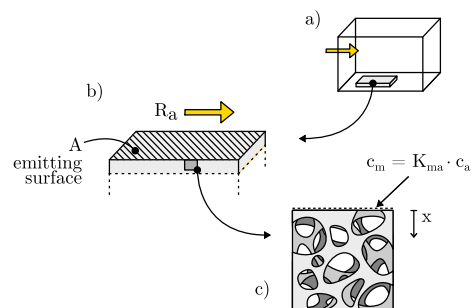 a)
b)
Rₐ
A
emitting
surface
cₘ = Kₘₐ · cₐ
x
c)